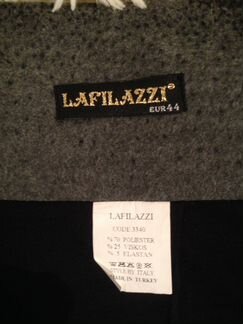 LAFILAZZI
EUR44
LAFILAZZI
CODE:3340
%70 POLIESTER
%25 VISKOS
%5 ELASTAN
STYLE BY ITALY
MADE IN TURKEY